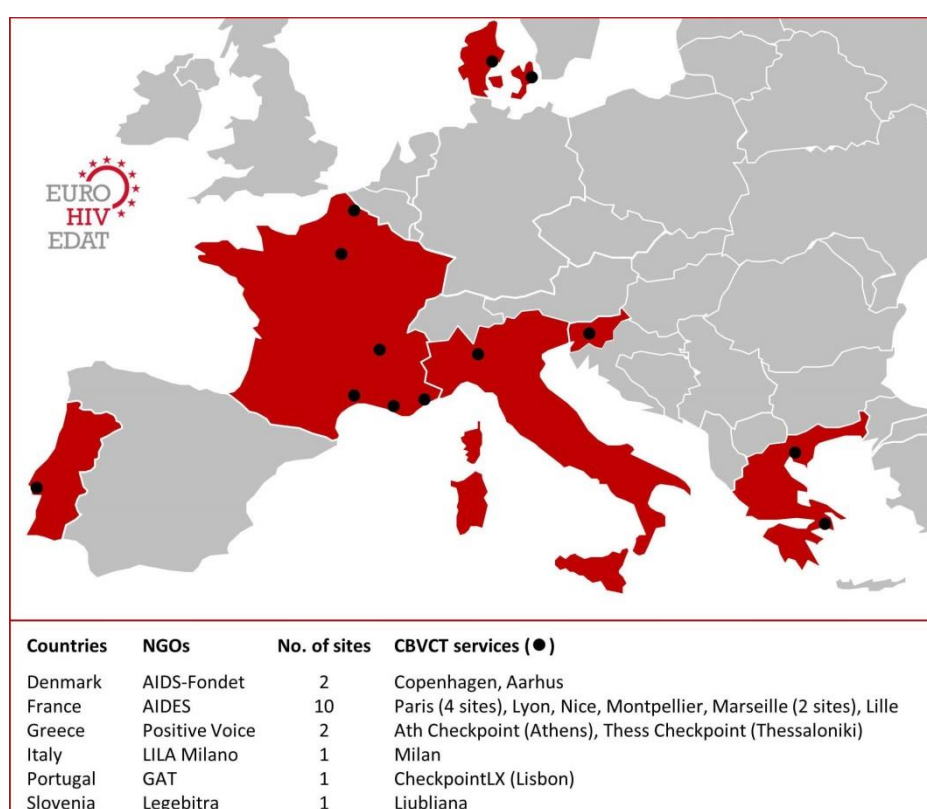 EURO
HIV
EDAT
Countries NGOs No. of sites CBVCT services (●)
Denmark AIDS-Fondet 2 Copenhagen, Aarhus
France AIDES 10 Paris (4 sites), Lyon, Nice, Montpellier, Marseille (2 sites), Lille
Greece Positive Voice 2 Ath Checkpoint (Athens), Thess Checkpoint (Thessaloniki)
Italy LILA Milano 1 Milan
Portugal GAT 1 CheckpointLX (Lisbon)
Slovenia Legebitra 1 Ljubljana